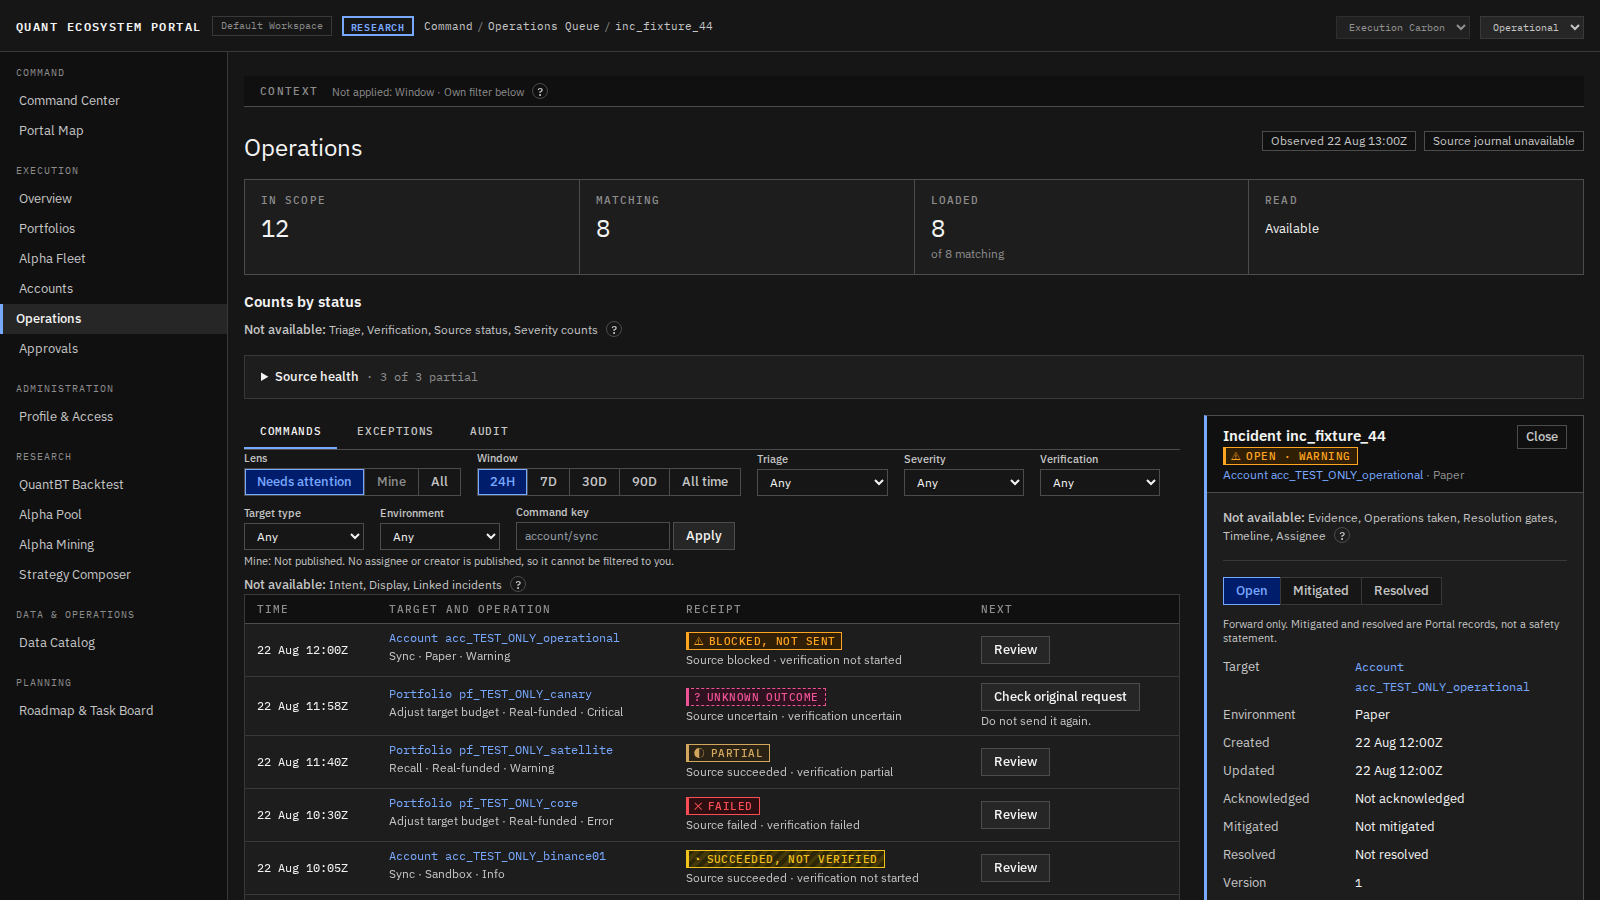 QUANT ECOSYSTEM PORTAL
Default Workspace
RESEARCH
Command / Operations Queue / inc_fixture_44
Execution Carbon
Operational
COMMAND
Command Center
Portal Map
EXECUTION
Overview
Portfolios
Alpha Fleet
Accounts
Operations
Approvals
ADMINISTRATION
Profile & Access
RESEARCH
QuantBT Backtest
Alpha Pool
Alpha Mining
Strategy Composer
DATA & OPERATIONS
Data Catalog
PLANNING
Roadmap & Task Board
CONTEXT Not applied: Window · Own filter below ?
Operations
Observed 22 Aug 13:00Z
Source journal unavailable
IN SCOPE
12
MATCHING
8
LOADED
8
of 8 matching
READ
Available
Counts by status
Not available: Triage, Verification, Source status, Severity counts ?
Source health · 3 of 3 partial
COMMANDS EXCEPTIONS AUDIT
Lens
Needs attention Mine All
Window
24H 7D 30D 90D All time
Triage
Any
Severity
Any
Verification
Any
Target type
Any
Environment
Any
Command key
account/sync
Apply
Mine: Not published. No assignee or creator is published, so it cannot be filtered to you.
Not available: Intent, Display, Linked incidents ?
TIME TARGET AND OPERATION RECEIPT NEXT
22 Aug 12:00Z
Account acc_TEST_ONLY_operational
Sync · Paper · Warning
⚠ BLOCKED, NOT SENT
Source blocked · verification not started
Review
22 Aug 11:58Z
Portfolio pf_TEST_ONLY_canary
Adjust target budget · Real-funded · Critical
? UNKNOWN OUTCOME
Source uncertain · verification uncertain
Check original request
Do not send it again.
22 Aug 11:40Z
Portfolio pf_TEST_ONLY_satellite
Recall · Real-funded · Warning
◐ PARTIAL
Source succeeded · verification partial
Review
22 Aug 10:30Z
Portfolio pf_TEST_ONLY_core
Adjust target budget · Real-funded · Error
× FAILED
Source failed · verification failed
Review
22 Aug 10:05Z
Account acc_TEST_ONLY_binance01
Sync · Sandbox · Info
· SUCCEEDED, NOT VERIFIED
Source succeeded · verification not started
Review
Incident inc_fixture_44
Close
⚠ OPEN · WARNING
Account acc_TEST_ONLY_operational · Paper
Not available: Evidence, Operations taken, Resolution gates,
Timeline, Assignee ?
Open Mitigated Resolved
Forward only. Mitigated and resolved are Portal records, not a safety
statement.
Target Account
acc_TEST_ONLY_operational
Environment Paper
Created 22 Aug 12:00Z
Updated 22 Aug 12:00Z
Acknowledged Not acknowledged
Mitigated Not mitigated
Resolved Not resolved
Version 1